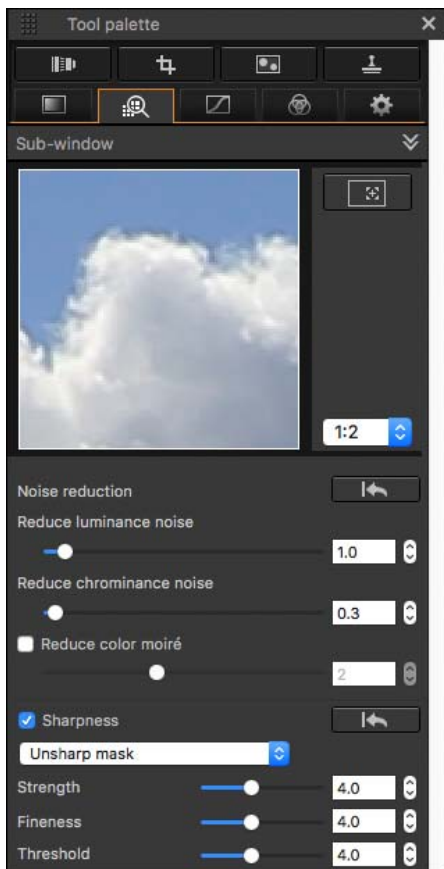 Tool palette
Sub-window
1:2
Noise reduction
Reduce luminance noise
1.0
Reduce chrominance noise
0.3
Reduce color moiré
2
Sharpness
Unsharp mask
Strength 4.0
Fineness 4.0
Threshold 4.0